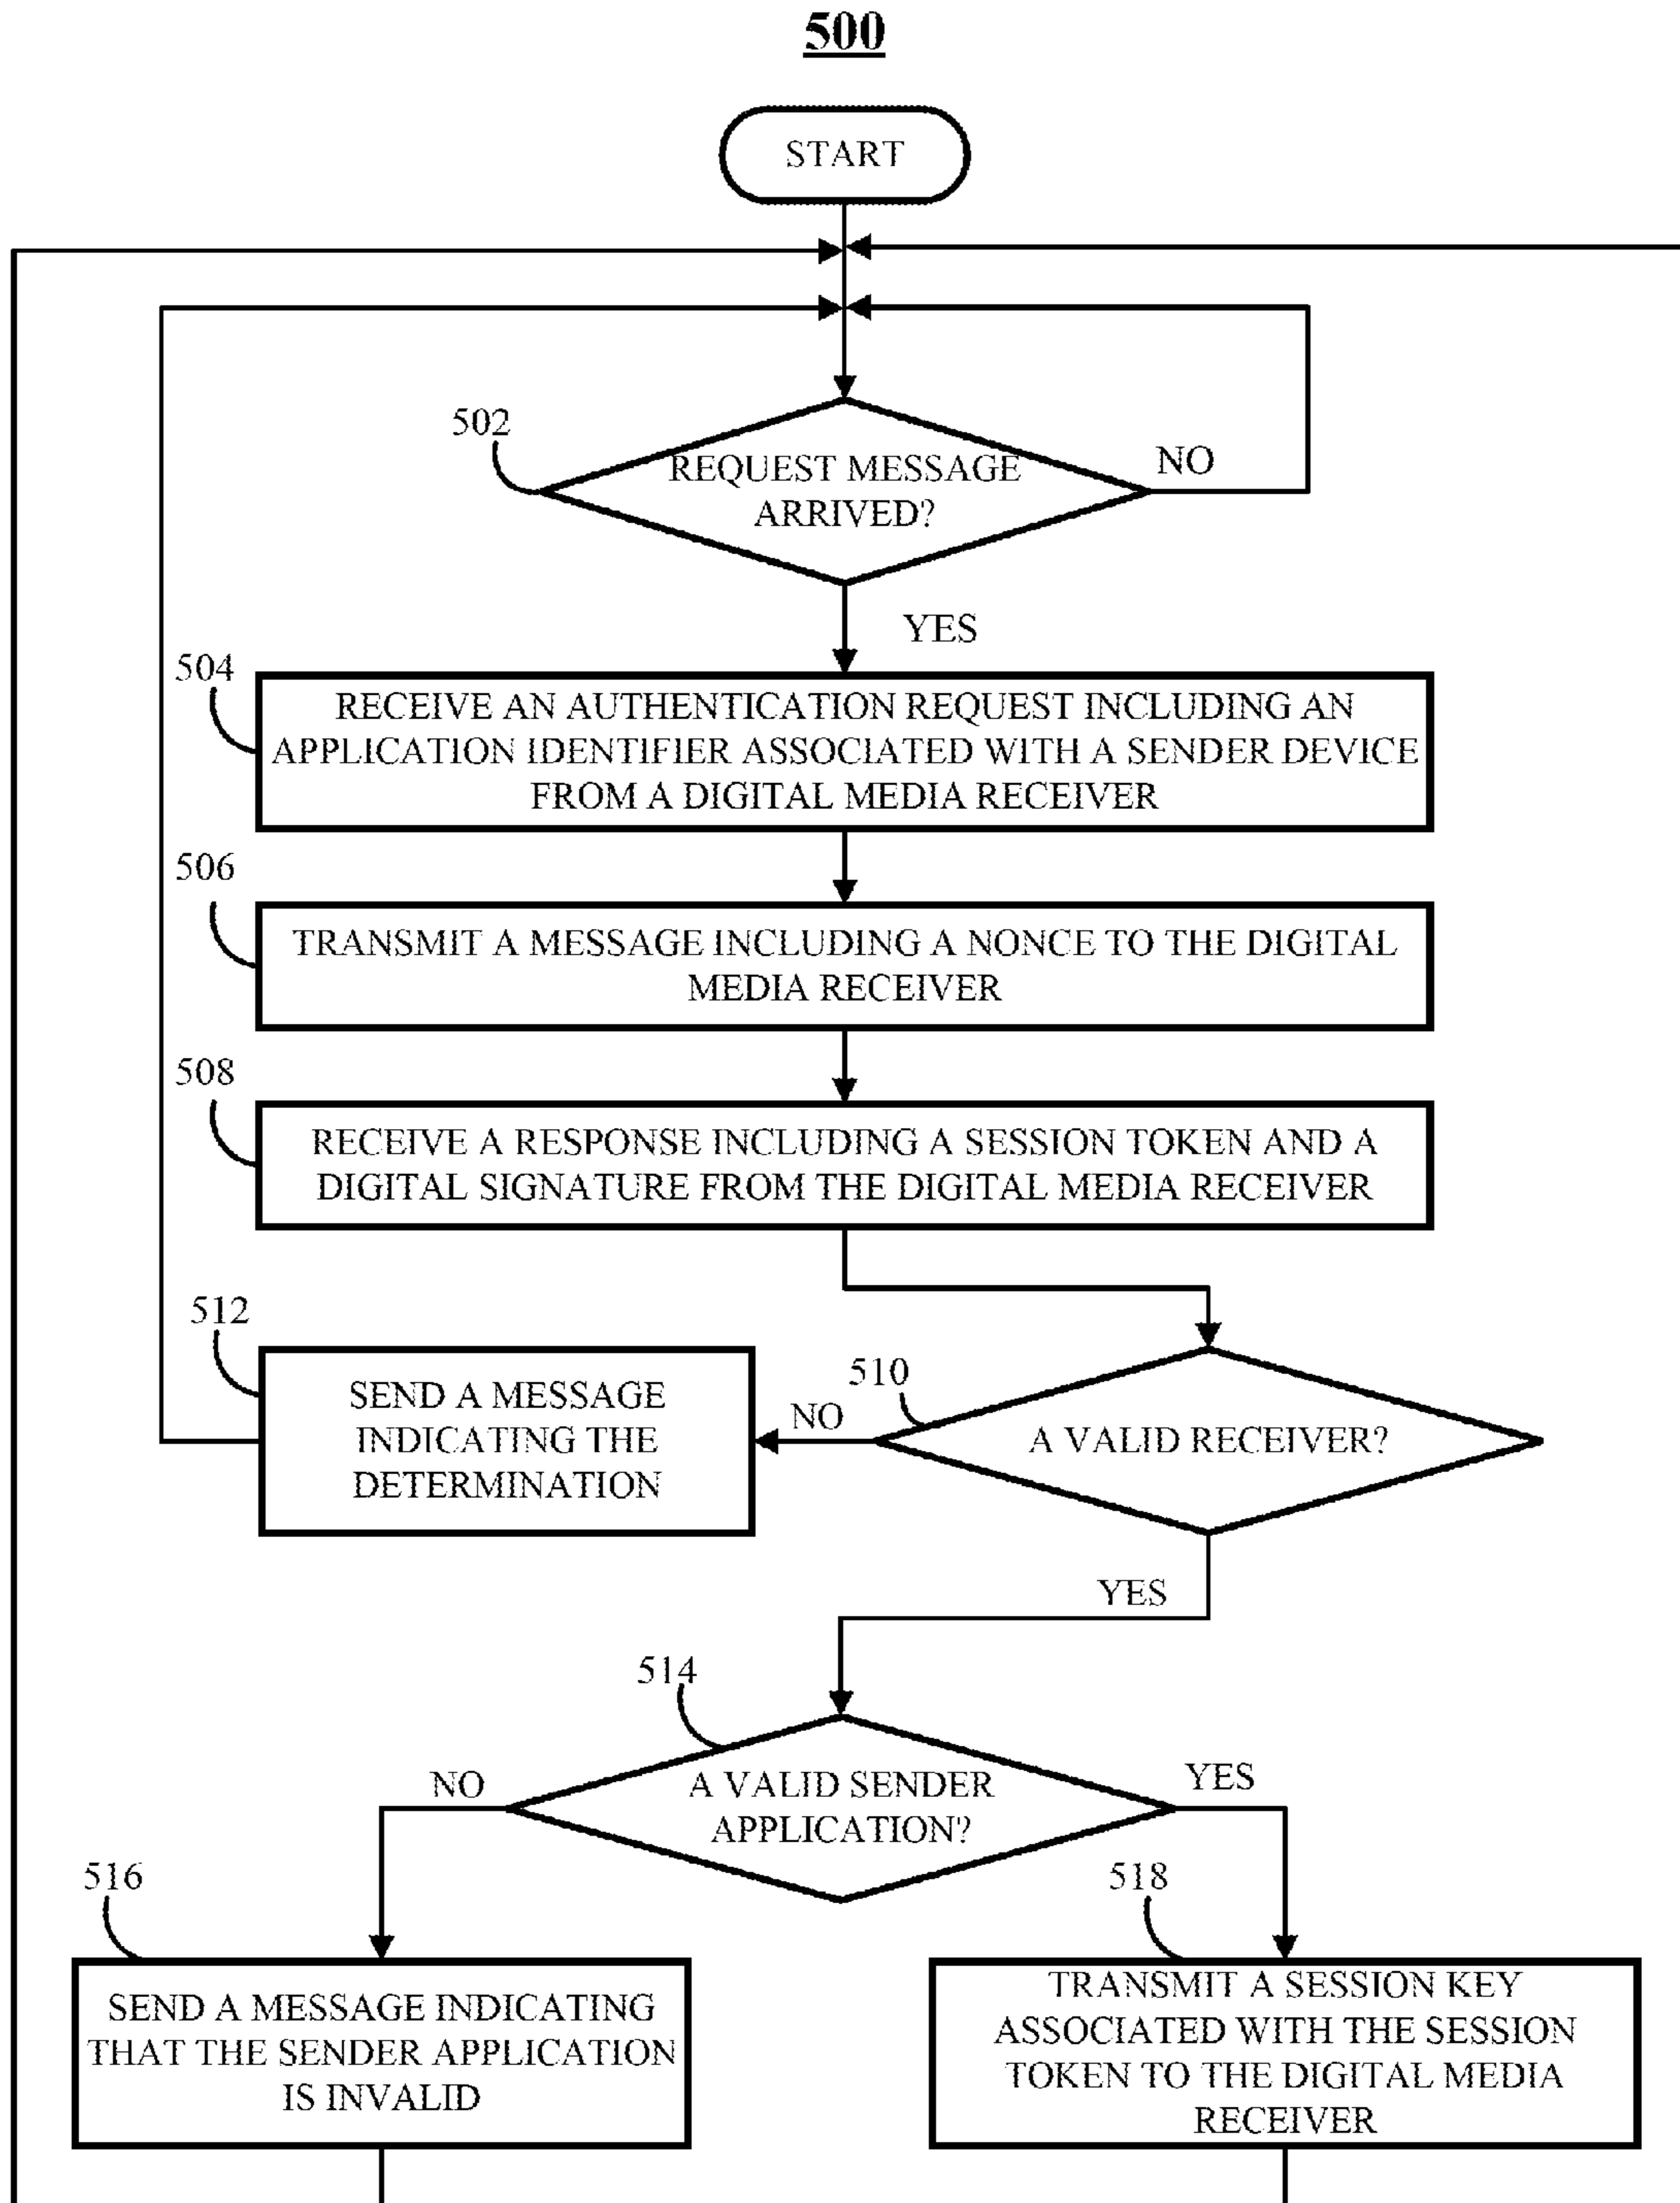 500
START
502
REQUEST MESSAGE
ARRIVED?
NO
YES
504
RECEIVE AN AUTHENTICATION REQUEST INCLUDING AN
APPLICATION IDENTIFIER ASSOCIATED WITH A SENDER DEVICE
FROM A DIGITAL MEDIA RECEIVER
506
TRANSMIT A MESSAGE INCLUDING A NONCE TO THE DIGITAL
MEDIA RECEIVER
508
RECEIVE A RESPONSE INCLUDING A SESSION TOKEN AND A
DIGITAL SIGNATURE FROM THE DIGITAL MEDIA RECEIVER
512
SEND A MESSAGE
INDICATING THE
DETERMINATION
NO
510
A VALID RECEIVER?
YES
514
A VALID SENDER
APPLICATION?
NO
YES
516
SEND A MESSAGE INDICATING
THAT THE SENDER APPLICATION
IS INVALID
518
TRANSMIT A SESSION KEY
ASSOCIATED WITH THE SESSION
TOKEN TO THE DIGITAL MEDIA
RECEIVER